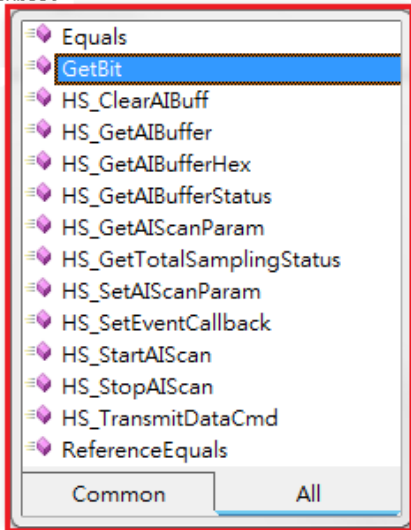 Equals
GetBit
HS_ClearAIBuff
HS_GetAIBuffer
HS_GetAIBufferHex
HS_GetAIBufferStatus
HS_GetAIScanParam
HS_GetTotalSamplingStatus
HS_SetAIScanParam
HS_SetEventCallback
HS_StartAIScan
HS_StopAIScan
HS_TransmitDataCmd
ReferenceEquals
Common All